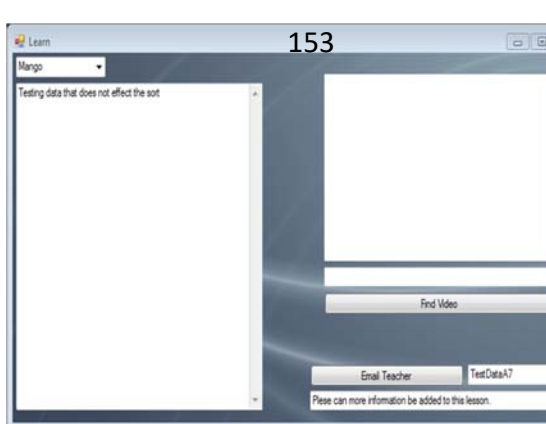 Learn
153
Mango
Testing data that does not effect the sort
Find Video
Email Teacher
TestDataA7
Plese can more information be added to this lesson.